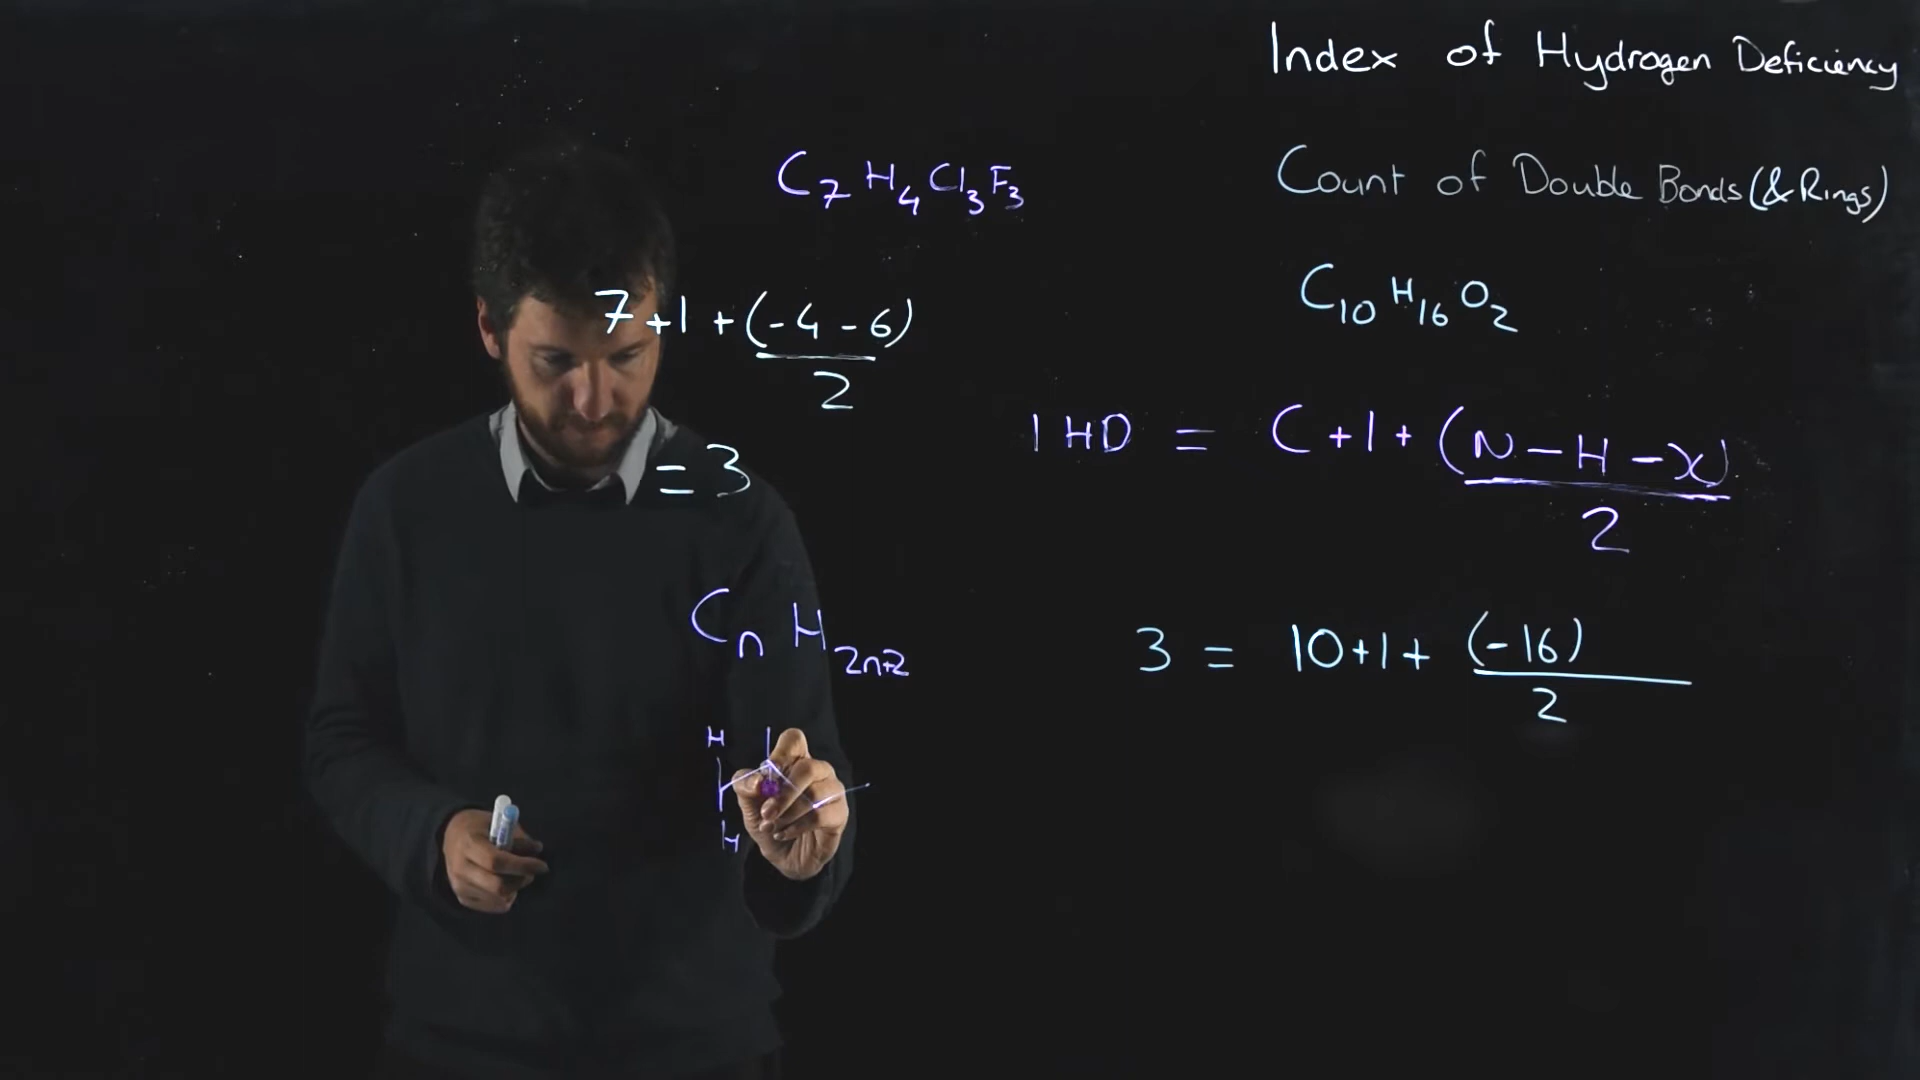 Index of Hydrogen Deficiency
Count of Double Bonds (& Rings)
C₇H₄Cl₃F₃
C₁₀H₁₆O₂
7+1+(-4-6)
2
= 3
IHD = C+1+(N-H-X)
2
CₙH₂ₙ₊₂
3 = 10+1+(-16)
2
H
H